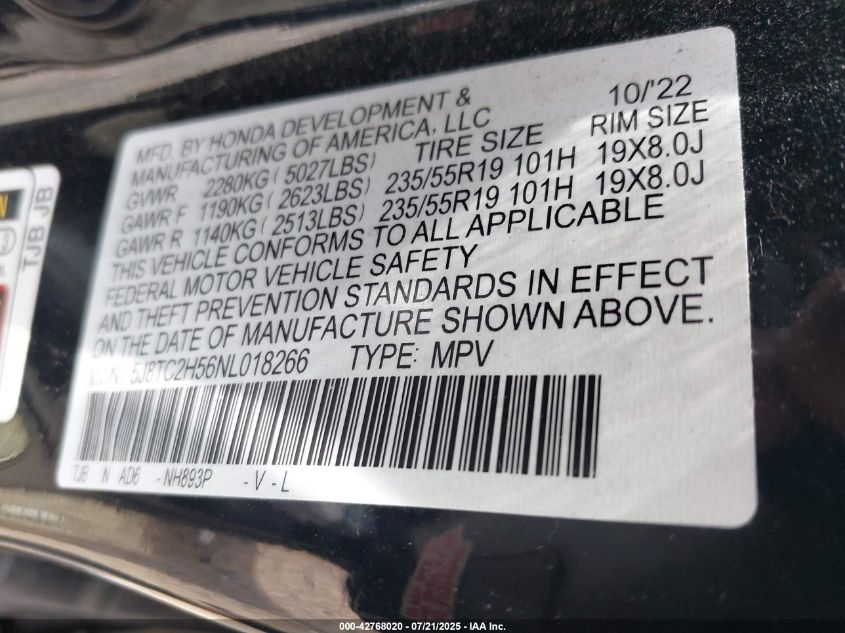 10/'22
MFD. BY HONDA DEVELOPMENT &
MANUFACTURING OF AMERICA, LLC
TIRE SIZE RIM SIZE
GVWR 2280KG (5027LBS)
GAWR F 1190KG (2623LBS) 235/55R19 101H 19X8.0J
GAWR R 1140KG (2513LBS) 235/55R19 101H 19X8.0J
THIS VEHICLE CONFORMS TO ALL APPLICABLE
FEDERAL MOTOR VEHICLE SAFETY
AND THEFT PREVENTION STANDARDS IN EFFECT
ON THE DATE OF MANUFACTURE SHOWN ABOVE.
V.I.N. 5J8TC2H56NL018266 TYPE: MPV
TJB N AD6 -NH893P -V-L
TJB JB
000-42768020 - 07/21/2025 - IAA Inc.